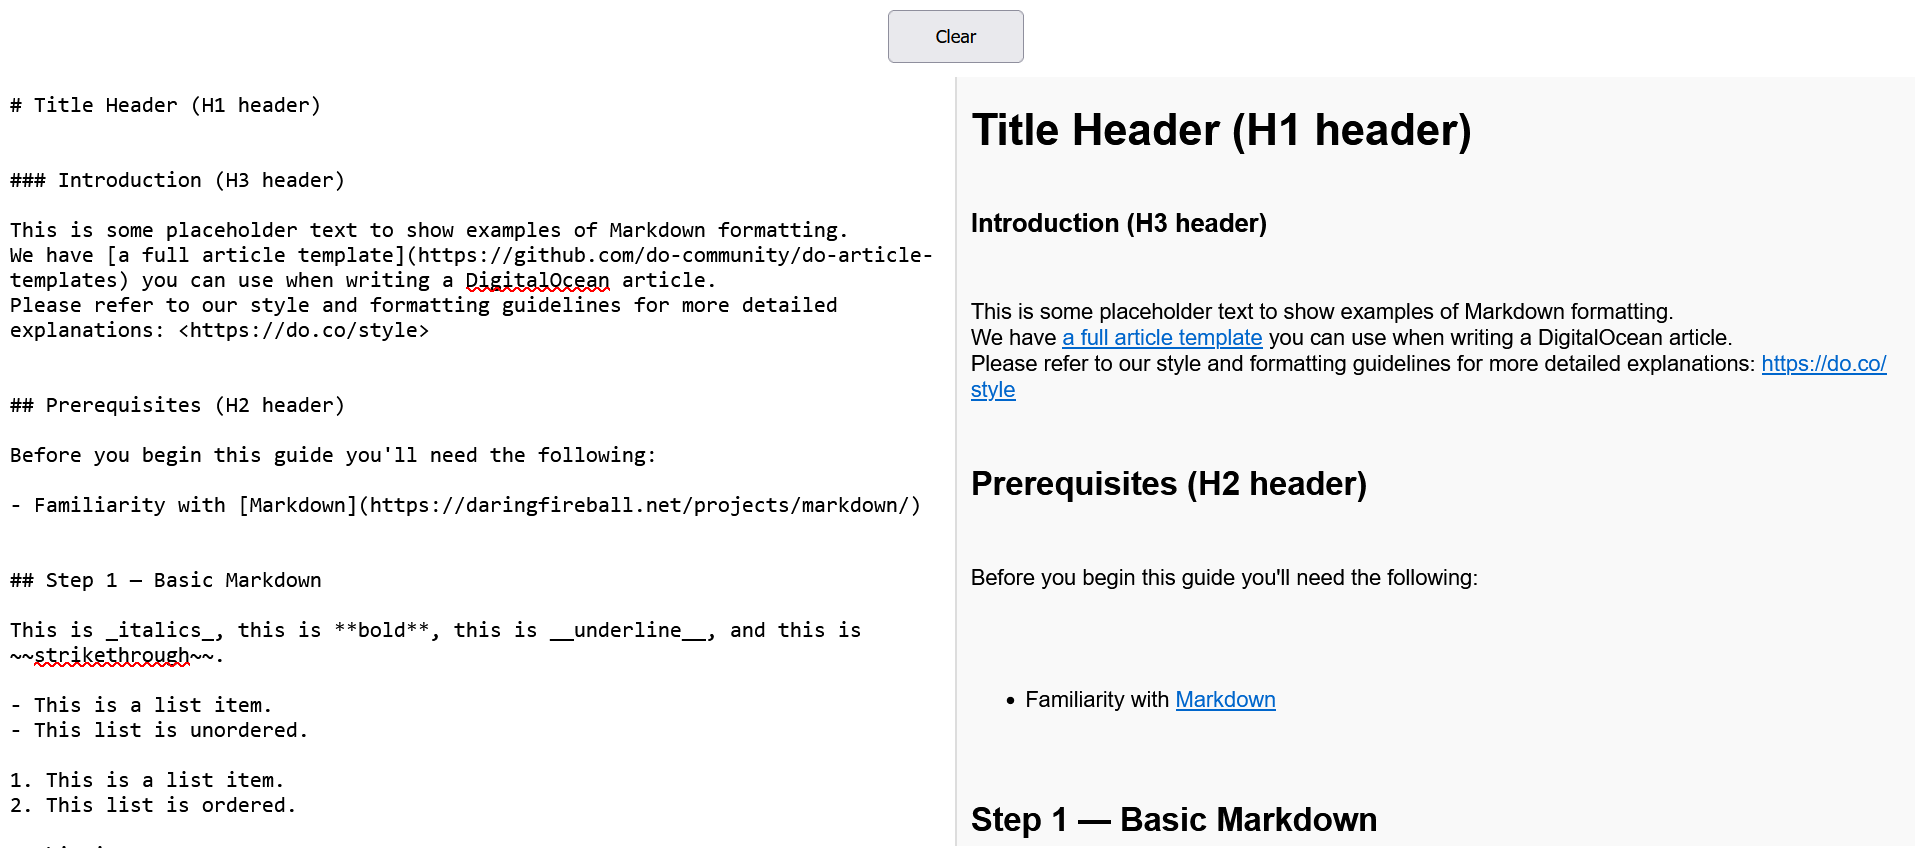 Clear
# Title Header (H1 header)
### Introduction (H3 header)
This is some placeholder text to show examples of Markdown formatting.
We have [a full article template](https://github.com/do-community/do-article-
templates) you can use when writing a DigitalOcean article.
Please refer to our style and formatting guidelines for more detailed
explanations: <https://do.co/style>
## Prerequisites (H2 header)
Before you begin this guide you'll need the following:
- Familiarity with [Markdown](https://daringfireball.net/projects/markdown/)
## Step 1 — Basic Markdown
This is _italics_, this is **bold**, this is __underline__, and this is
~~strikethrough~~.
- This is a list item.
- This list is unordered.
1. This is a list item.
2. This list is ordered.
Title Header (H1 header)
Introduction (H3 header)
This is some placeholder text to show examples of Markdown formatting.
We have a full article template you can use when writing a DigitalOcean article.
Please refer to our style and formatting guidelines for more detailed explanations: https://do.co/
style
Prerequisites (H2 header)
Before you begin this guide you'll need the following:
• Familiarity with Markdown
Step 1 — Basic Markdown